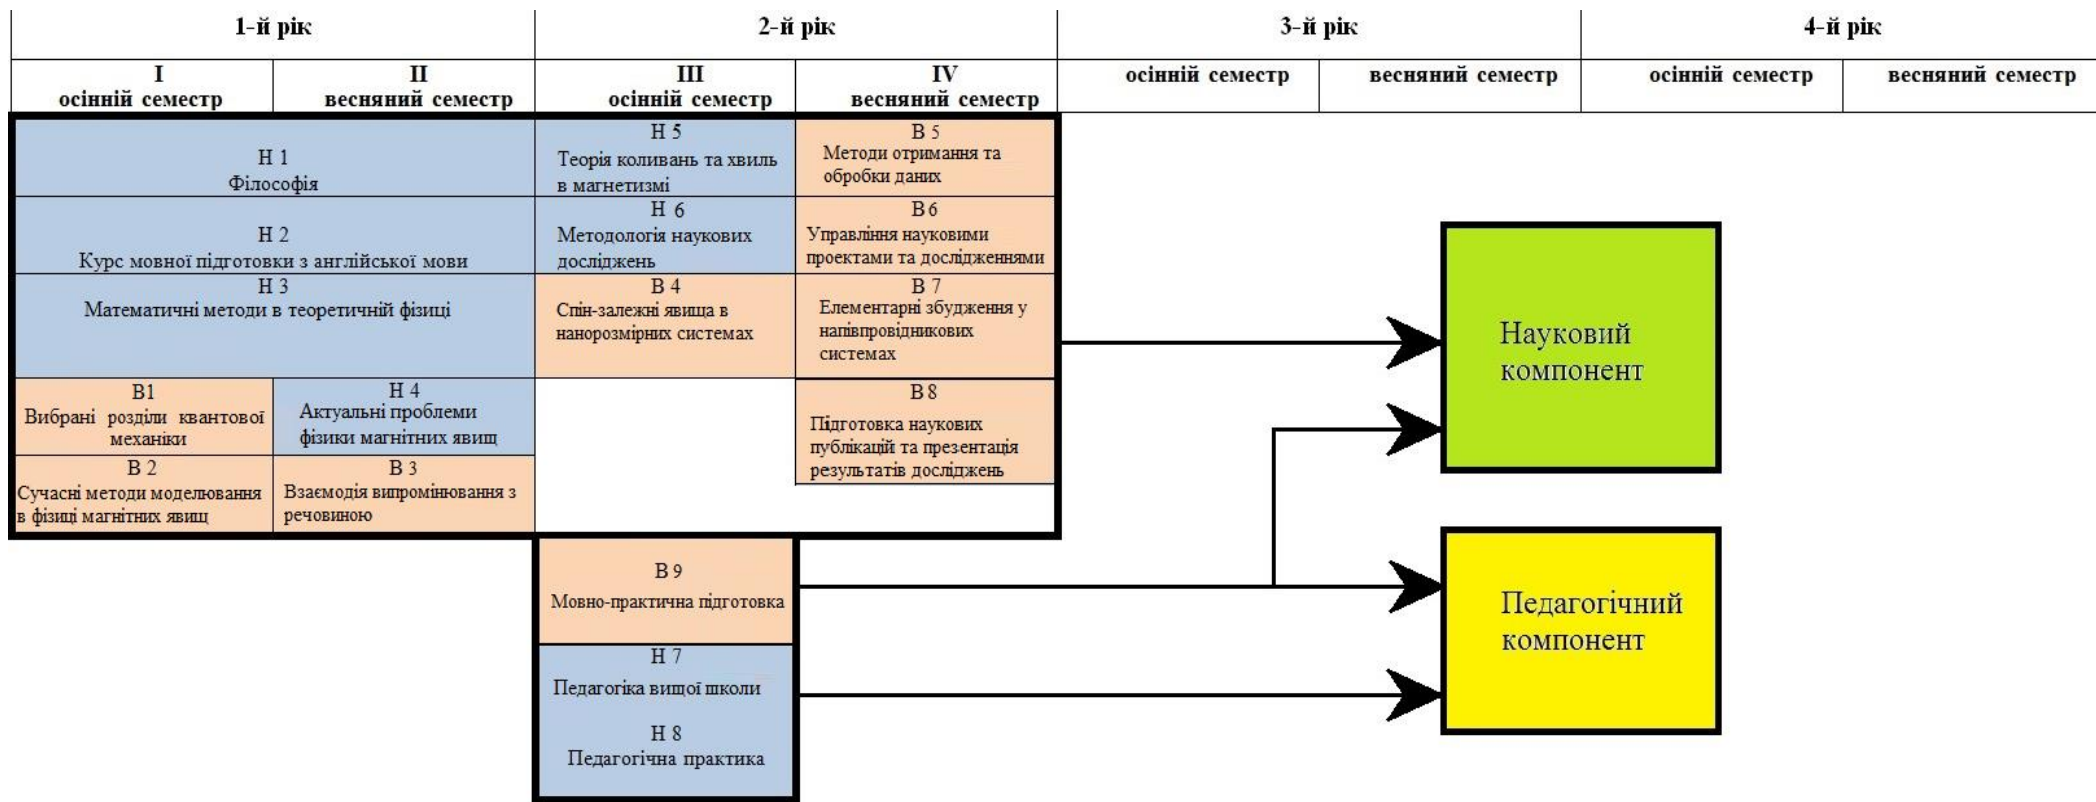 1-й рік
2-й рік
3-й рік
4-й рік
I
осінній семестр
II
весняний семестр
III
осінній семестр
IV
весняний семестр
осінній семестр
весняний семестр
осінній семестр
весняний семестр
Н 1
Філософія
Н 5
Теорія коливань та хвиль
в магнетизмі
В 5
Методи отримання та
обробки даних
Н 2
Курс мовної підготовки з англійської мови
Н 6
Методологія наукових
досліджень
В 6
Управління науковими
проектами та дослідженнями
Н 3
Математичні методи в теоретичній фізиці
В 4
Спін-залежні явища в
нанорозмірних системах
В 7
Елементарні збудження у
напівпровідникових
системах
В1
Вибрані розділи квантової
механіки
Н 4
Актуальні проблеми
фізики магнітних явищ
В 8
Підготовка наукових
публікацій та презентація
результатів досліджень
В 2
Сучасні методи моделювання
в фізиці магнітних явищ
В 3
Взаємодія випромінювання з
речовиною
В 9
Мовно-практична підготовка
Н 7
Педагогіка вищої школи
Н 8
Педагогічна практика
Науковий
компонент
Педагогічний
компонент